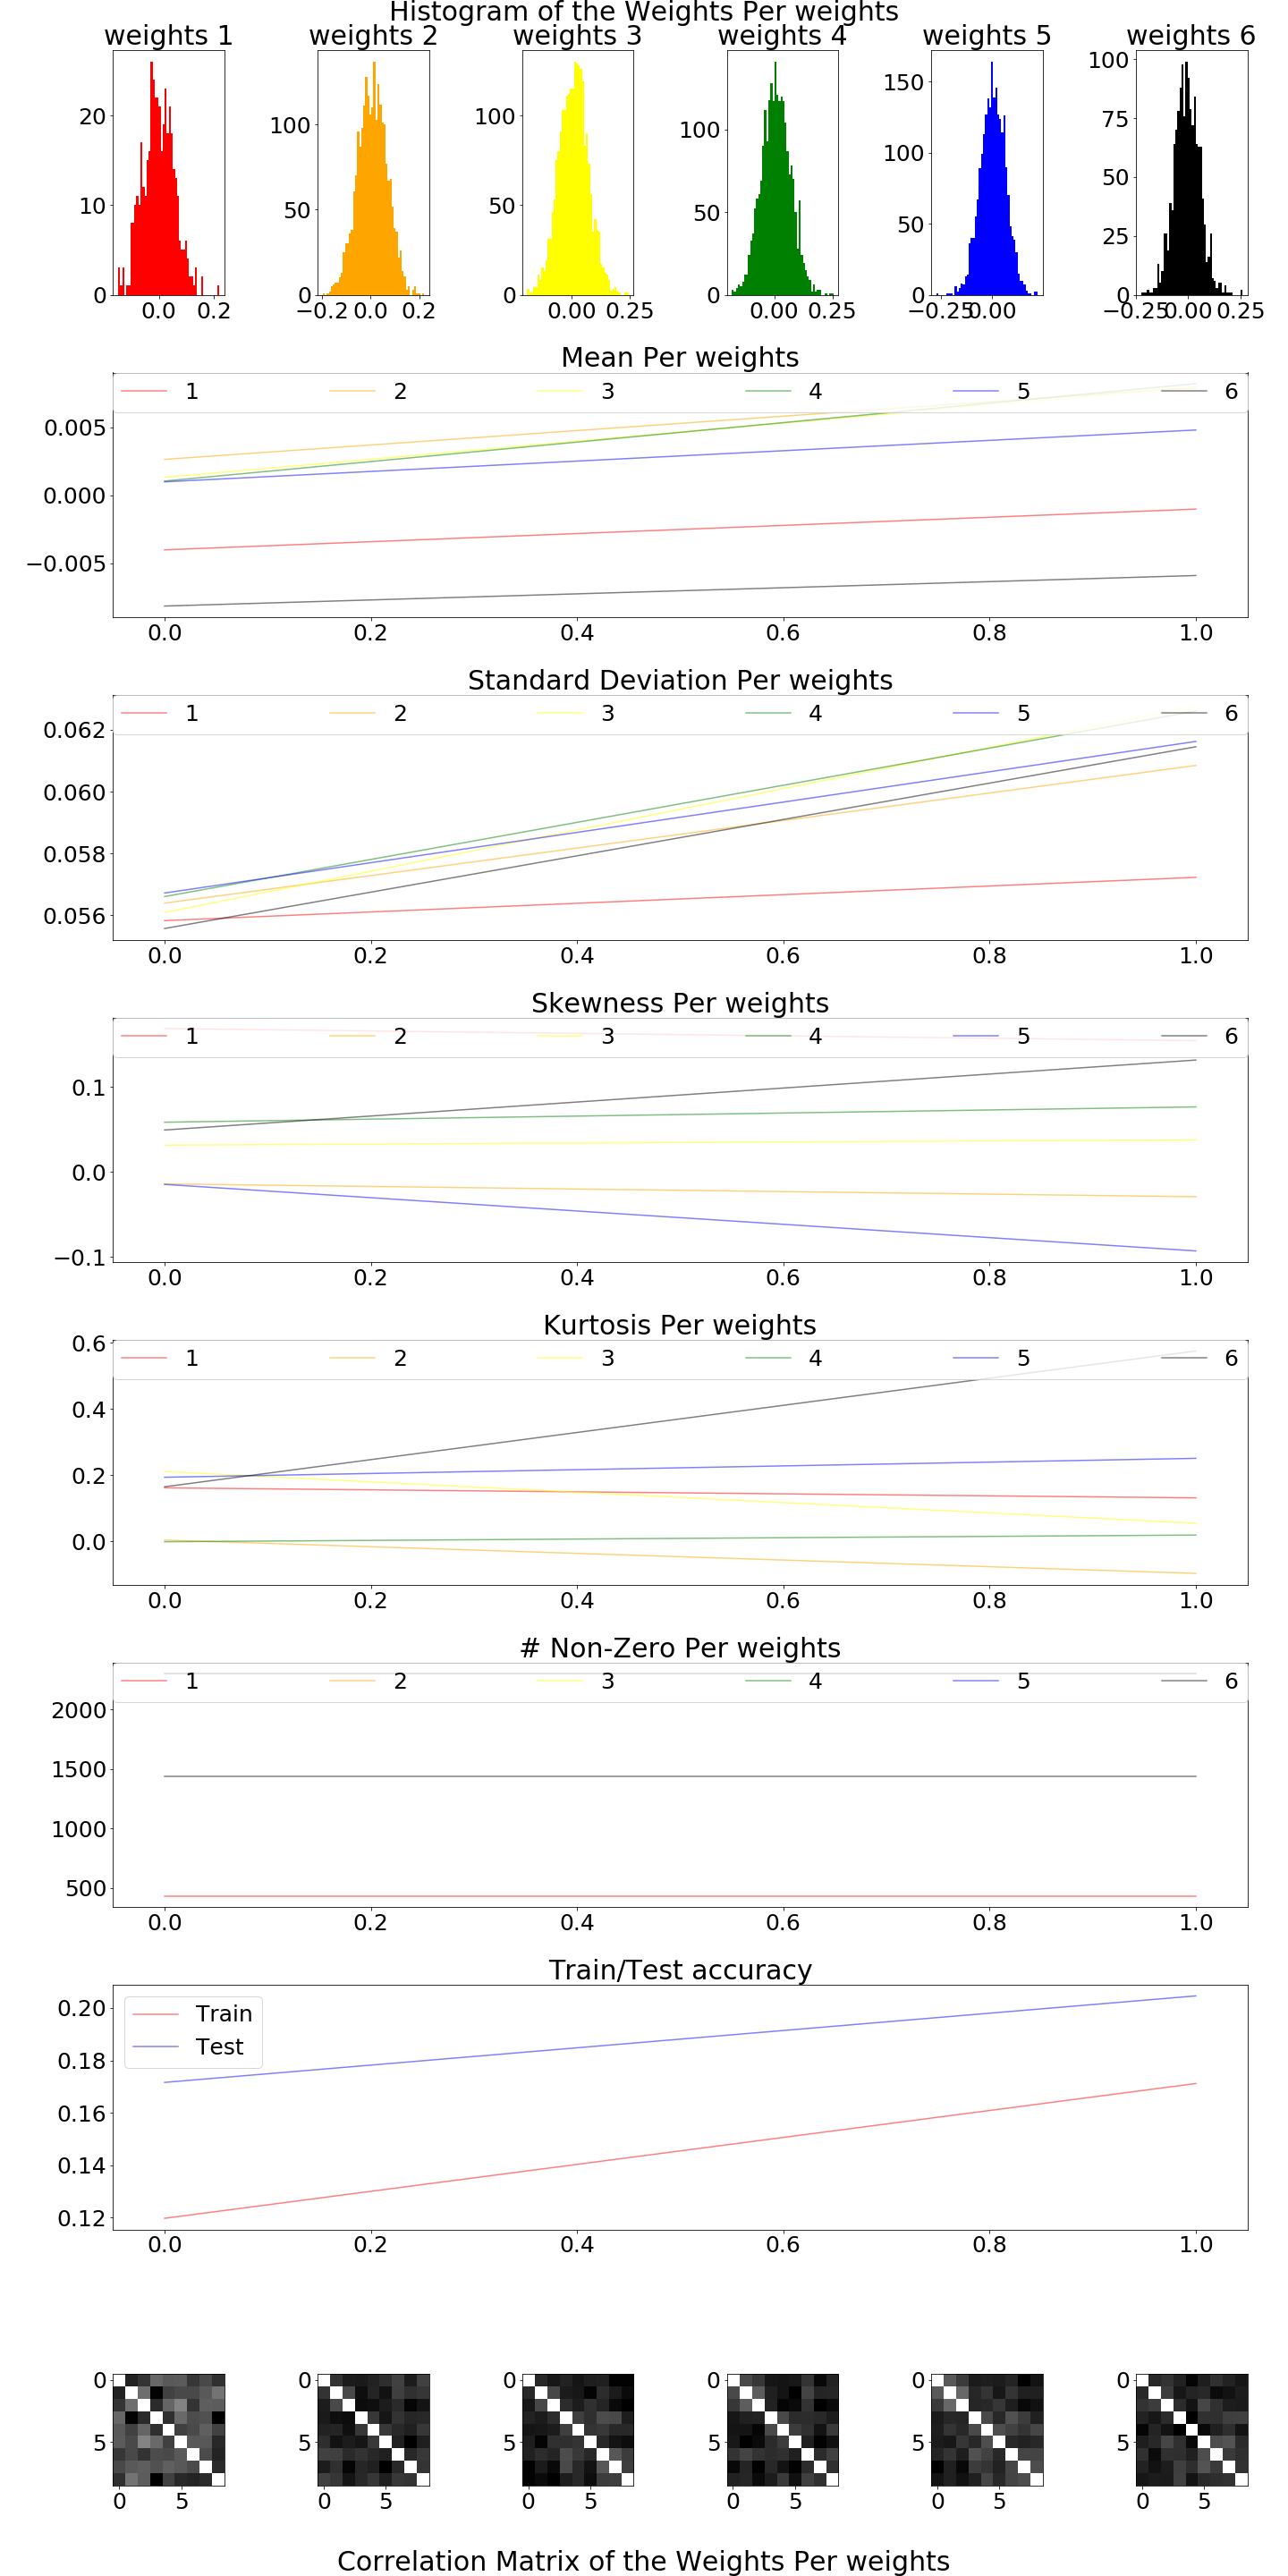 Histogram of the Weights Per weights
weights 1 weights 2 weights 3 weights 4 weights 5 weights 6
20
10
0
0.0 0.2
100
50
0
−0.2 0.0 0.2
100
50
0
0.00 0.25
100
50
0
0.00 0.25
150
100
50
0
−0.25 0.00
100
75
50
25
0
−0.25 0.00 0.25
Mean Per weights
1 2 3 4 5 6
0.005
0.000
−0.005
0.0 0.2 0.4 0.6 0.8 1.0
Standard Deviation Per weights
1 2 3 4 5 6
0.062
0.060
0.058
0.056
0.0 0.2 0.4 0.6 0.8 1.0
Skewness Per weights
1 2 3 4 5 6
0.1
0.0
−0.1
0.0 0.2 0.4 0.6 0.8 1.0
Kurtosis Per weights
0.6
1 2 3 4 5 6
0.4
0.2
0.0
0.0 0.2 0.4 0.6 0.8 1.0
# Non-Zero Per weights
1 2 3 4 5 6
2000
1500
1000
500
0.0 0.2 0.4 0.6 0.8 1.0
Train/Test accuracy
Train
Test
0.20
0.18
0.16
0.14
0.12
0.0 0.2 0.4 0.6 0.8 1.0
0 0 0 0 0 0
5 5 5 5 5 5
0 5 0 5 0 5 0 5 0 5 0 5
Correlation Matrix of the Weights Per weights